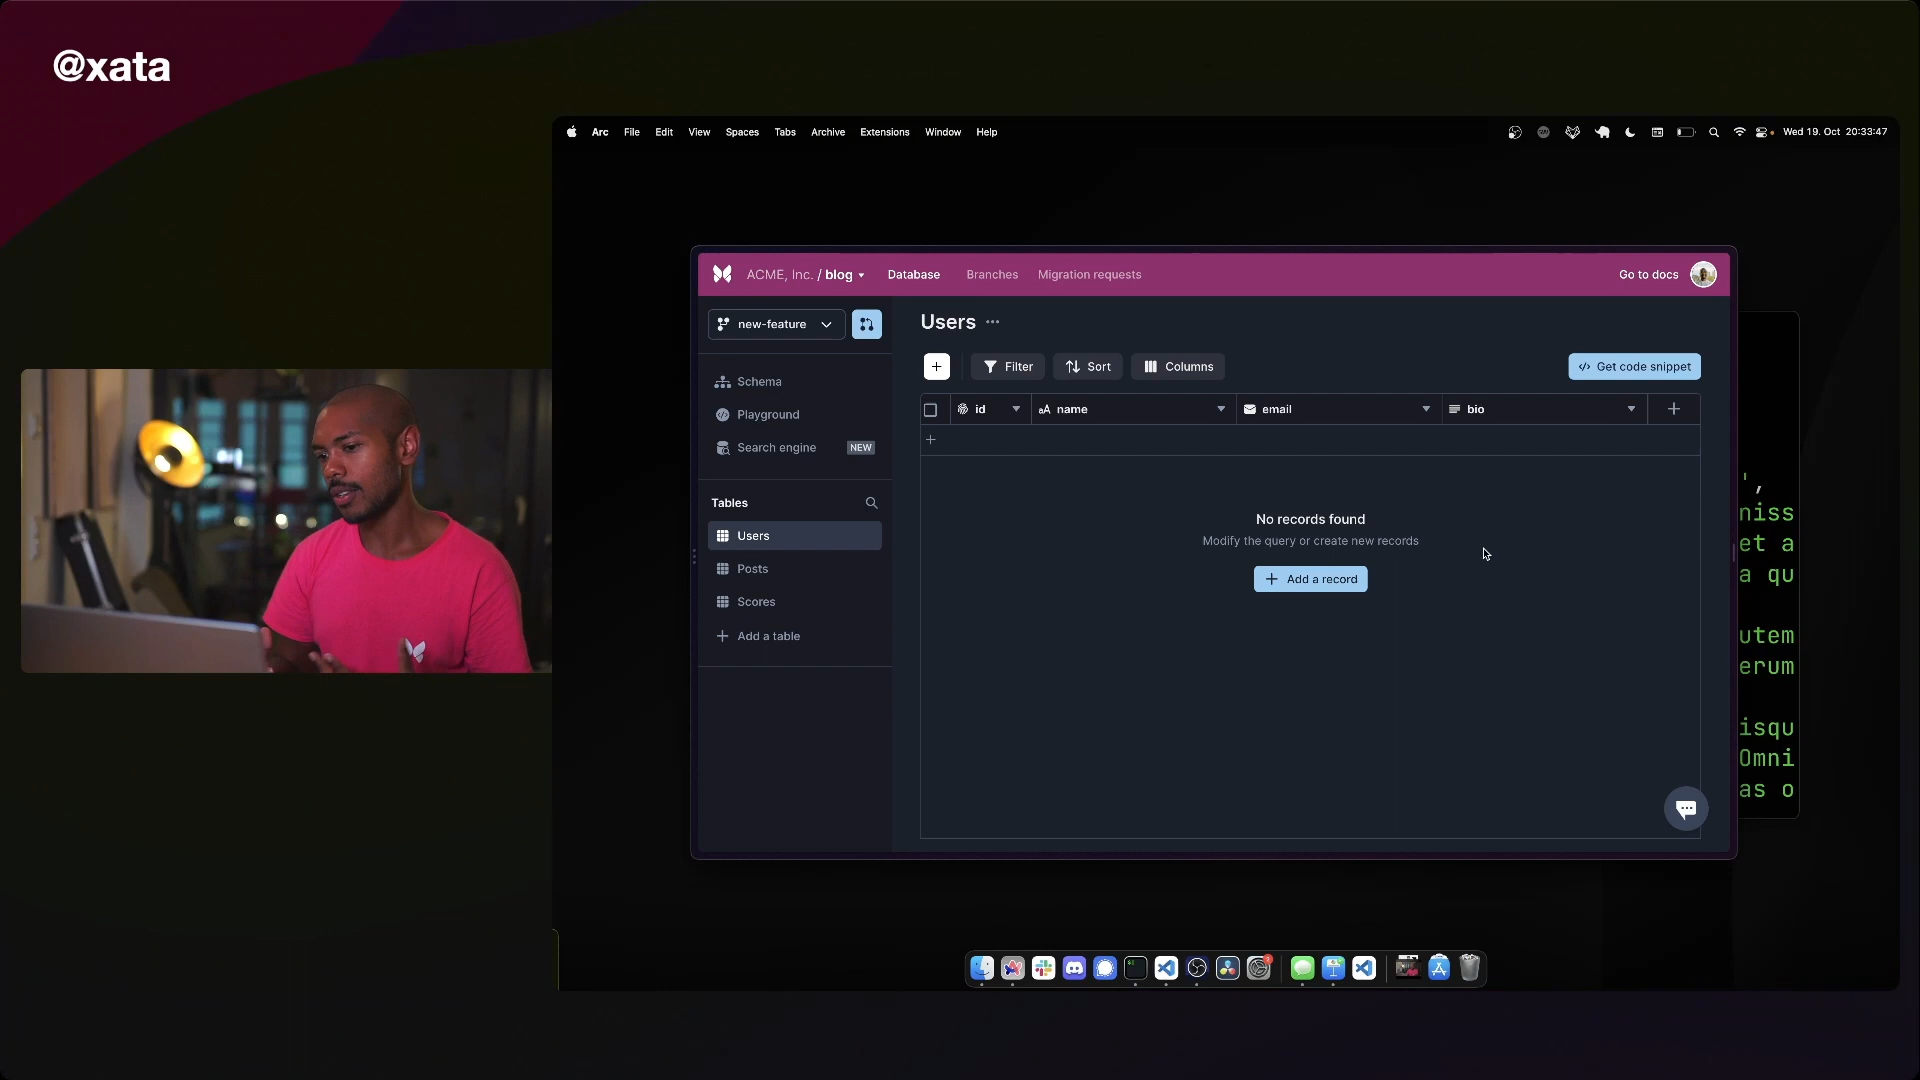 @xata
Arc File Edit View Spaces Tabs Archive Extensions Window Help
Wed 19. Oct 20:33:47
ACME, Inc. / blog Database Branches Migration requests
Go to docs
new-feature
Schema
Playground
Search engine NEW
Tables
Users
Posts
Scores
Add a table
Users
Filter Sort Columns
Get code snippet
id aA name email bio
No records found
Modify the query or create new records
Add a record
',
niss
et a
a qu
utem
erum
isqu
Omni
as o